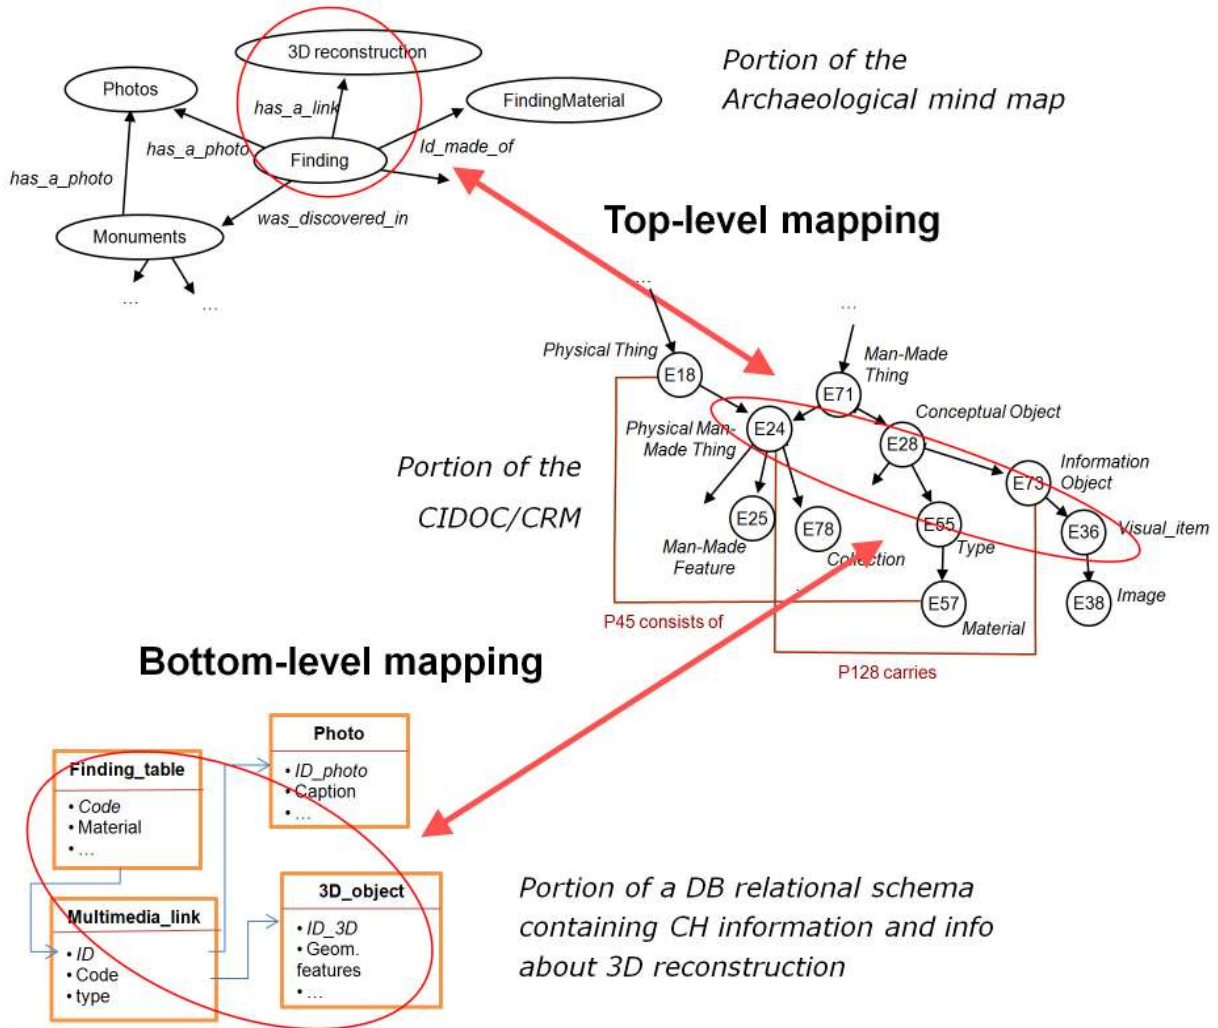 3D reconstruction
Photos
has_a_link
FindingMaterial
Portion of the
Archaeological mind map
has_a_photo
Finding
Id_made_of
has_a_photo
was_discovered_in
Monuments
...
...
Top-level mapping
...
...
Physical Thing
E18
Man-Made
Thing
E71
Conceptual Object
Physical Man-
Made Thing
E24
E28
Information
Object
E73
Portion of the
CIDOC/CRM
E25
E78
E55
E36
Visual_item
Man-Made
Feature
Collection
Type
E57
E38
Image
Material
P45 consists of
P128 carries
Bottom-level mapping
Photo
• ID_photo
• Caption
• ...
Finding_table
• Code
• Material
• ...
Multimedia_link
• ID
• Code
• type
3D_object
• ID_3D
• Geom.
features
• ...
Portion of a DB relational schema
containing CH information and info
about 3D reconstruction